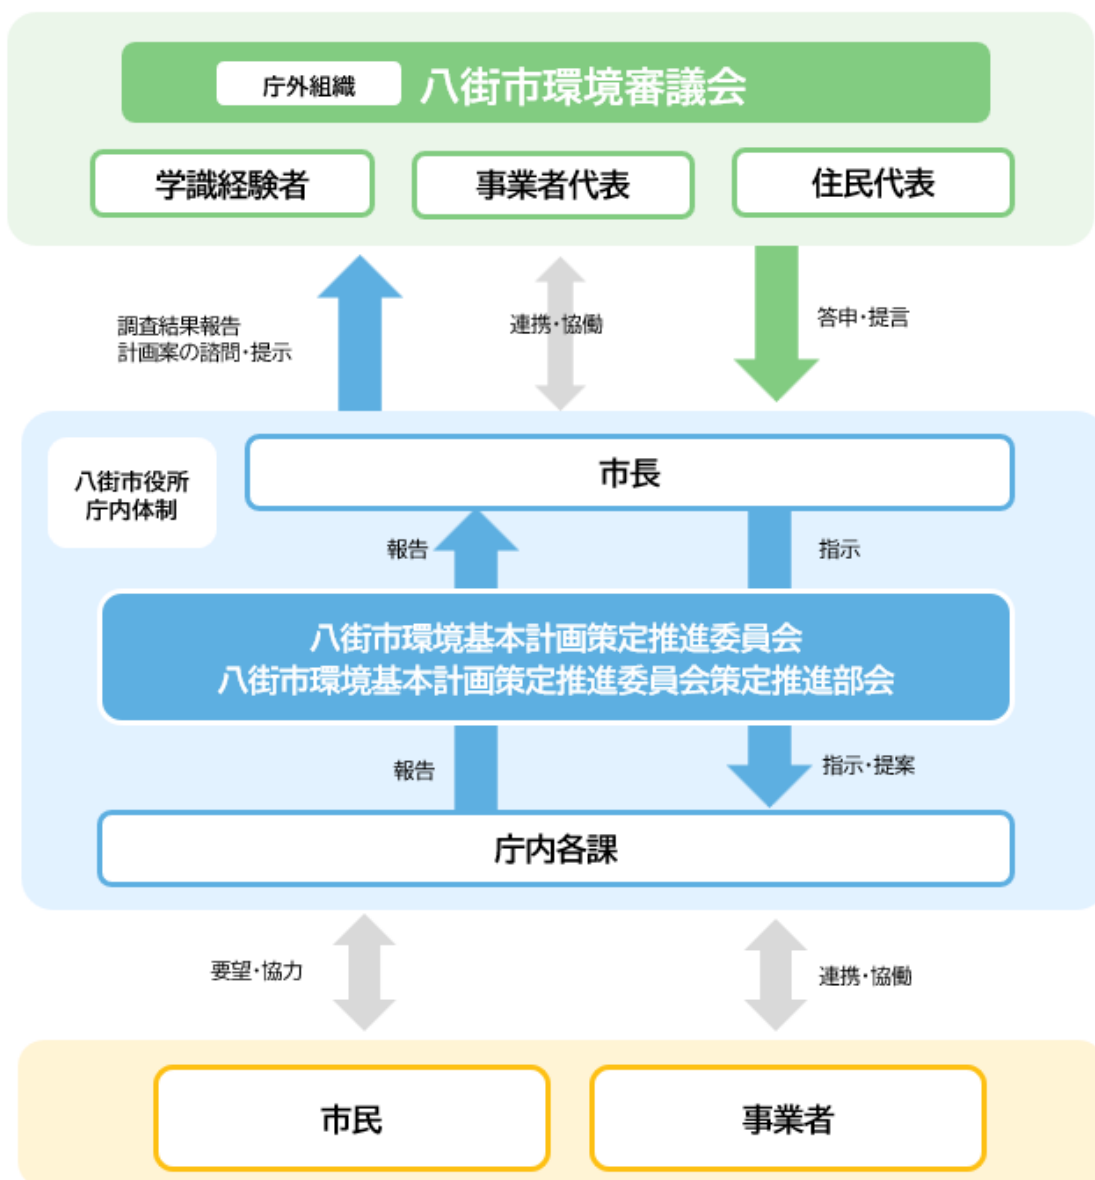 庁外組織 八街市環境審議会
学識経験者
事業者代表
住民代表
調査結果報告
計画案の諮問・提示
連携・協働
答申・提言
八街市役所
庁内体制
市長
報告
指示
八街市環境基本計画策定推進委員会
八街市環境基本計画策定推進委員会策定推進部会
報告
指示・提案
庁内各課
要望・協力
連携・協働
市民
事業者